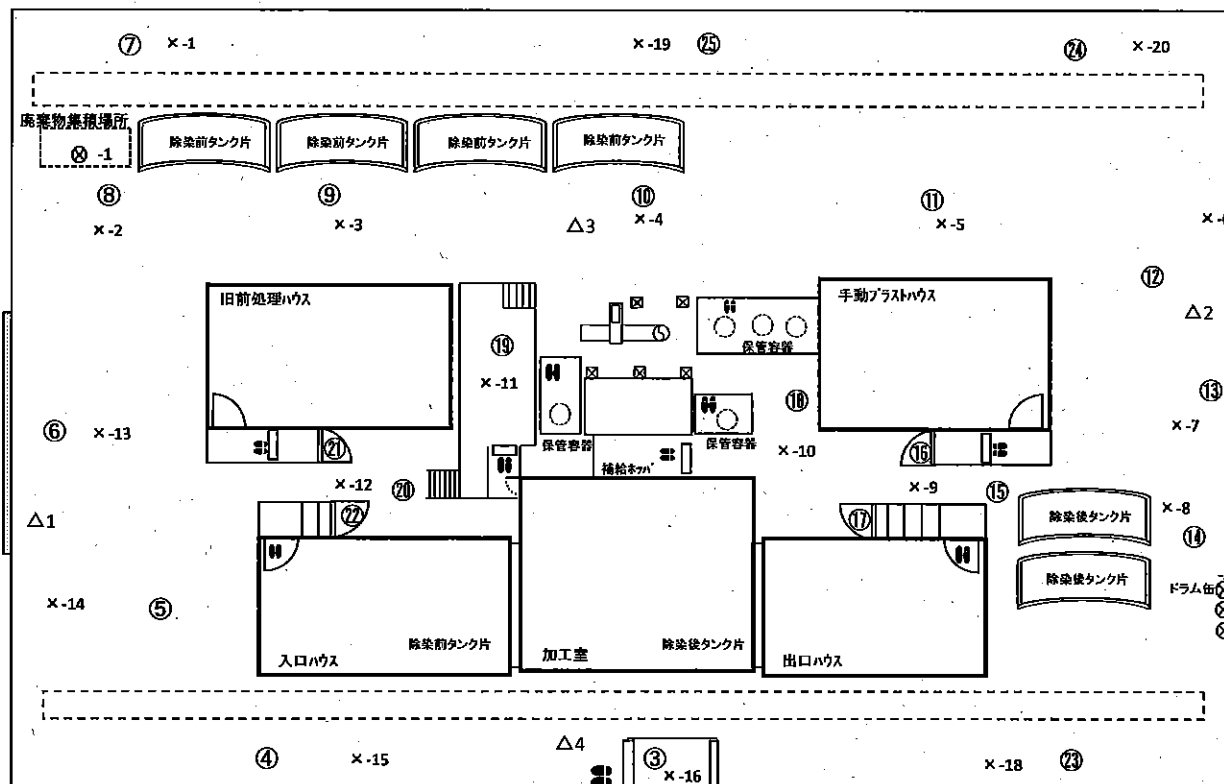 ⑦ ×-1 ×-19 ㉕ ㉔ ×-20
廃棄物集積場所
⊗ -1 除染前タンク片 除染前タンク片 除染前タンク片 除染前タンク片
⑧ ⑨ ⑩ ⑪
×-2 ×-3 △3 ×-4 ×-5
⑫
旧前処理ハウス 手動ブラストハウス
△2
⑲ 保管容器
×-11 ⑬
⑱
⑥ ×-13 ×-7
保管容器 保管容器
㉑ ×-10 ⑯
補給ホッパ
×-12 ⑳ ×-9 ⑮
△1 ㉒ ⑰ 除染後タンク片 ×-8
⑭
除染後タンク片
ドラム缶
×-14 ⑤
除染前タンク片 除染後タンク片
入口ハウス 加工室 出口ハウス
④ ×-15 △4 ③ ×-18 ㉓
×-16